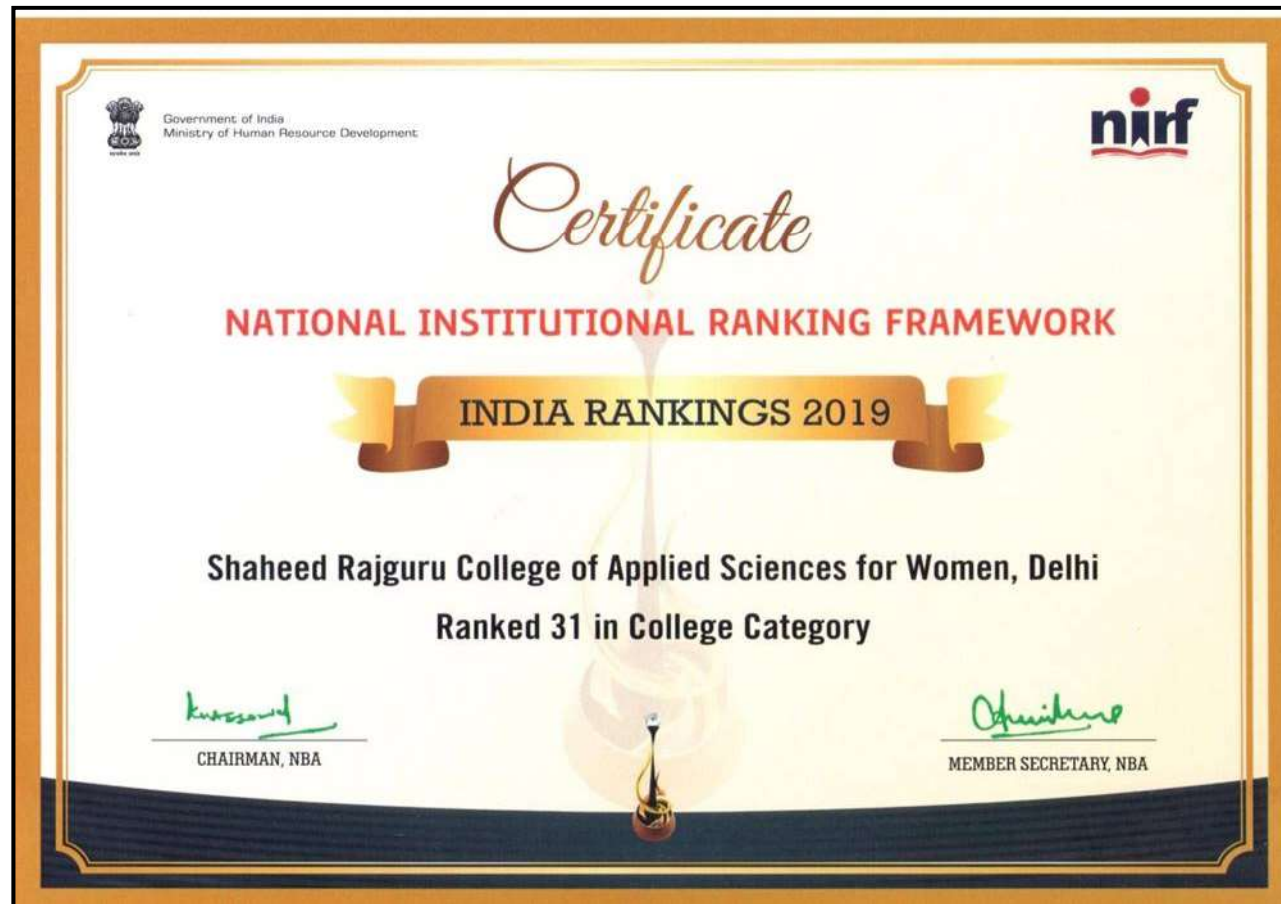 Government of India
Ministry of Human Resource Development
nirf
Certificate
NATIONAL INSTITUTIONAL RANKING FRAMEWORK
INDIA RANKINGS 2019
Shaheed Rajguru College of Applied Sciences for Women, Delhi
Ranked 31 in College Category
CHAIRMAN, NBA
MEMBER SECRETARY, NBA